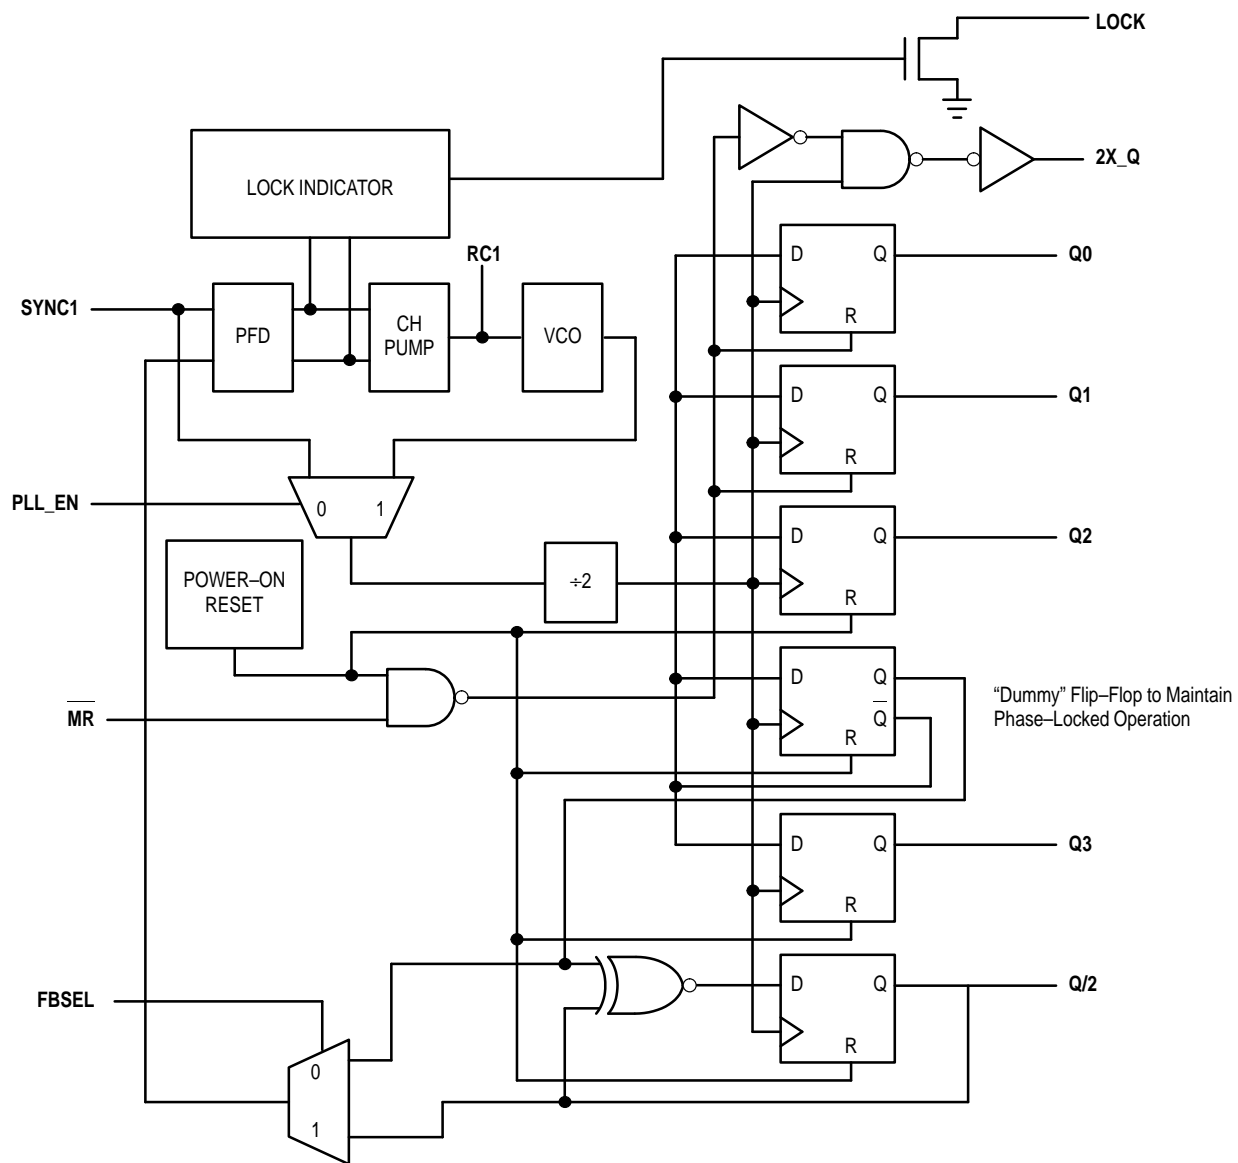 LOCK
LOCK INDICATOR
2X_Q
RC1
D Q
Q0
R
SYNC1
PFD
CH
PUMP
VCO
D Q
Q1
R
PLL_EN
0 1
D Q
Q2
R
POWER–ON
RESET
÷2
D Q
Q̅
R
M̅R̅
“Dummy” Flip–Flop to Maintain
Phase–Locked Operation
D Q
Q3
R
D Q
Q/2
R
FBSEL
0
1